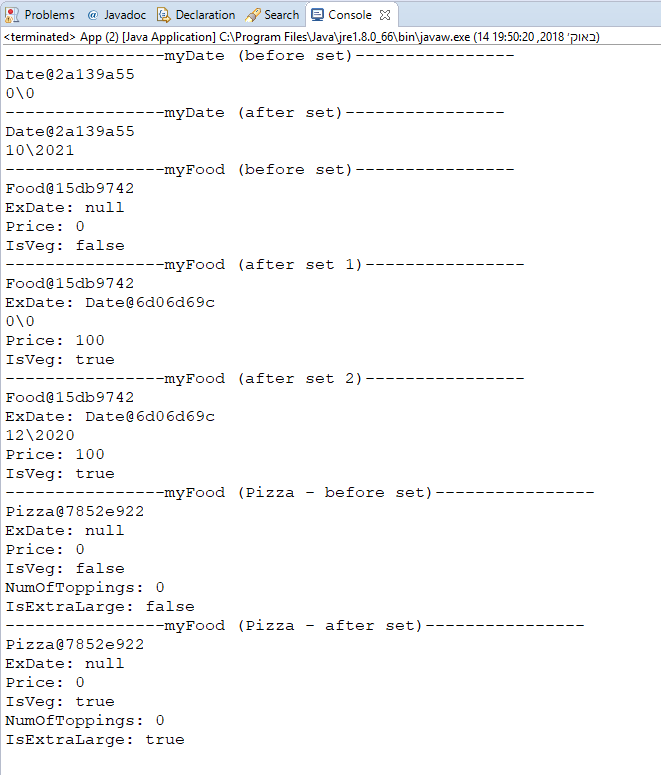 Problems @ Javadoc Declaration Search Console
<terminated> App (2) [Java Application] C:\Program Files\Java\jre1.8.0_66\bin\javaw.exe (14 באוק׳ 2018, 19:50:20)
----------------myDate (before set)----------------
Date@2a139a55
0\0
----------------myDate (after set)----------------
Date@2a139a55
10\2021
----------------myFood (before set)----------------
Food@15db9742
ExDate: null
Price: 0
IsVeg: false
----------------myFood (after set 1)----------------
Food@15db9742
ExDate: Date@6d06d69c
0\0
Price: 100
IsVeg: true
----------------myFood (after set 2)----------------
Food@15db9742
ExDate: Date@6d06d69c
12\2020
Price: 100
IsVeg: true
----------------myFood (Pizza - before set)----------------
Pizza@7852e922
ExDate: null
Price: 0
IsVeg: false
NumOfToppings: 0
IsExtraLarge: false
----------------myFood (Pizza - after set)----------------
Pizza@7852e922
ExDate: null
Price: 0
IsVeg: true
NumOfToppings: 0
IsExtraLarge: true